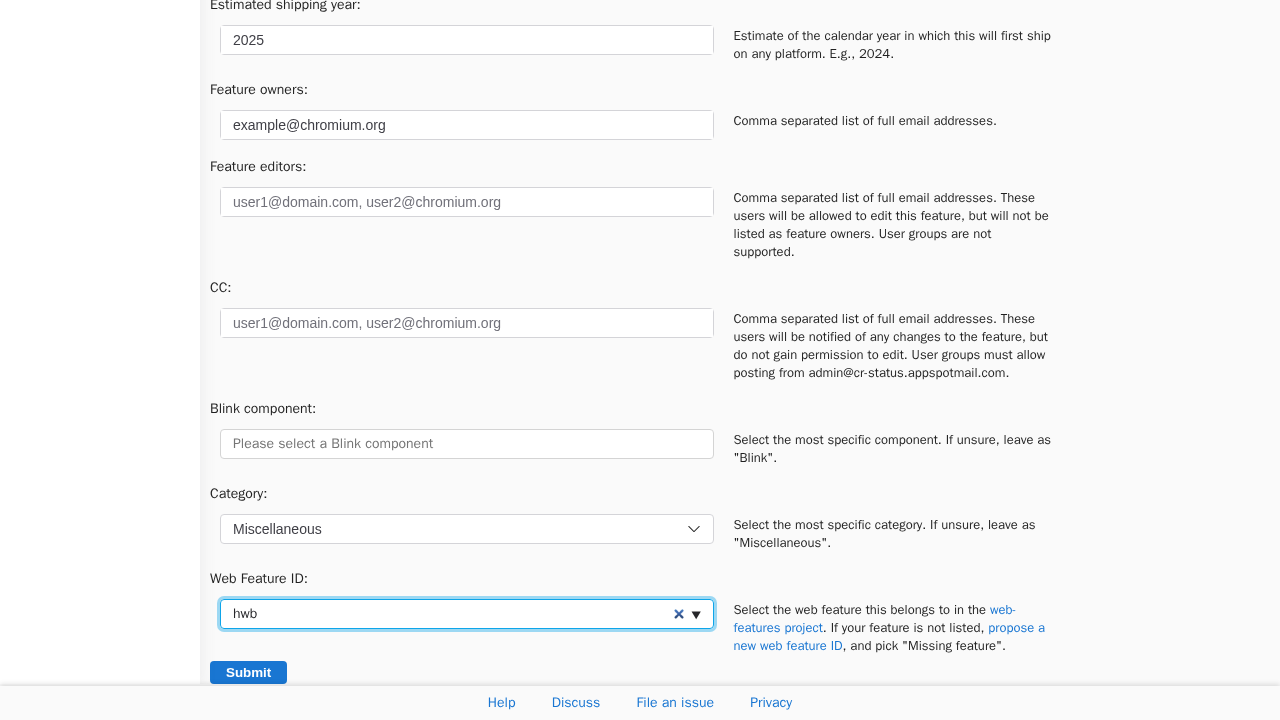 Estimated shipping year:
2025
Estimate of the calendar year in which this will first ship
on any platform. E.g., 2024.
Feature owners:
example@chromium.org
Comma separated list of full email addresses.
Feature editors:
user1@domain.com, user2@chromium.org
Comma separated list of full email addresses. These
users will be allowed to edit this feature, but will not be
listed as feature owners. User groups are not
supported.
CC:
user1@domain.com, user2@chromium.org
Comma separated list of full email addresses. These
users will be notified of any changes to the feature, but
do not gain permission to edit. User groups must allow
posting from admin@cr-status.appspotmail.com.
Blink component:
Please select a Blink component
Select the most specific component. If unsure, leave as
"Blink".
Category:
Miscellaneous
Select the most specific category. If unsure, leave as
"Miscellaneous".
Web Feature ID:
hwb
Select the web feature this belongs to in the web-
features project. If your feature is not listed, propose a
new web feature ID, and pick "Missing feature".
Submit
Help Discuss File an issue Privacy